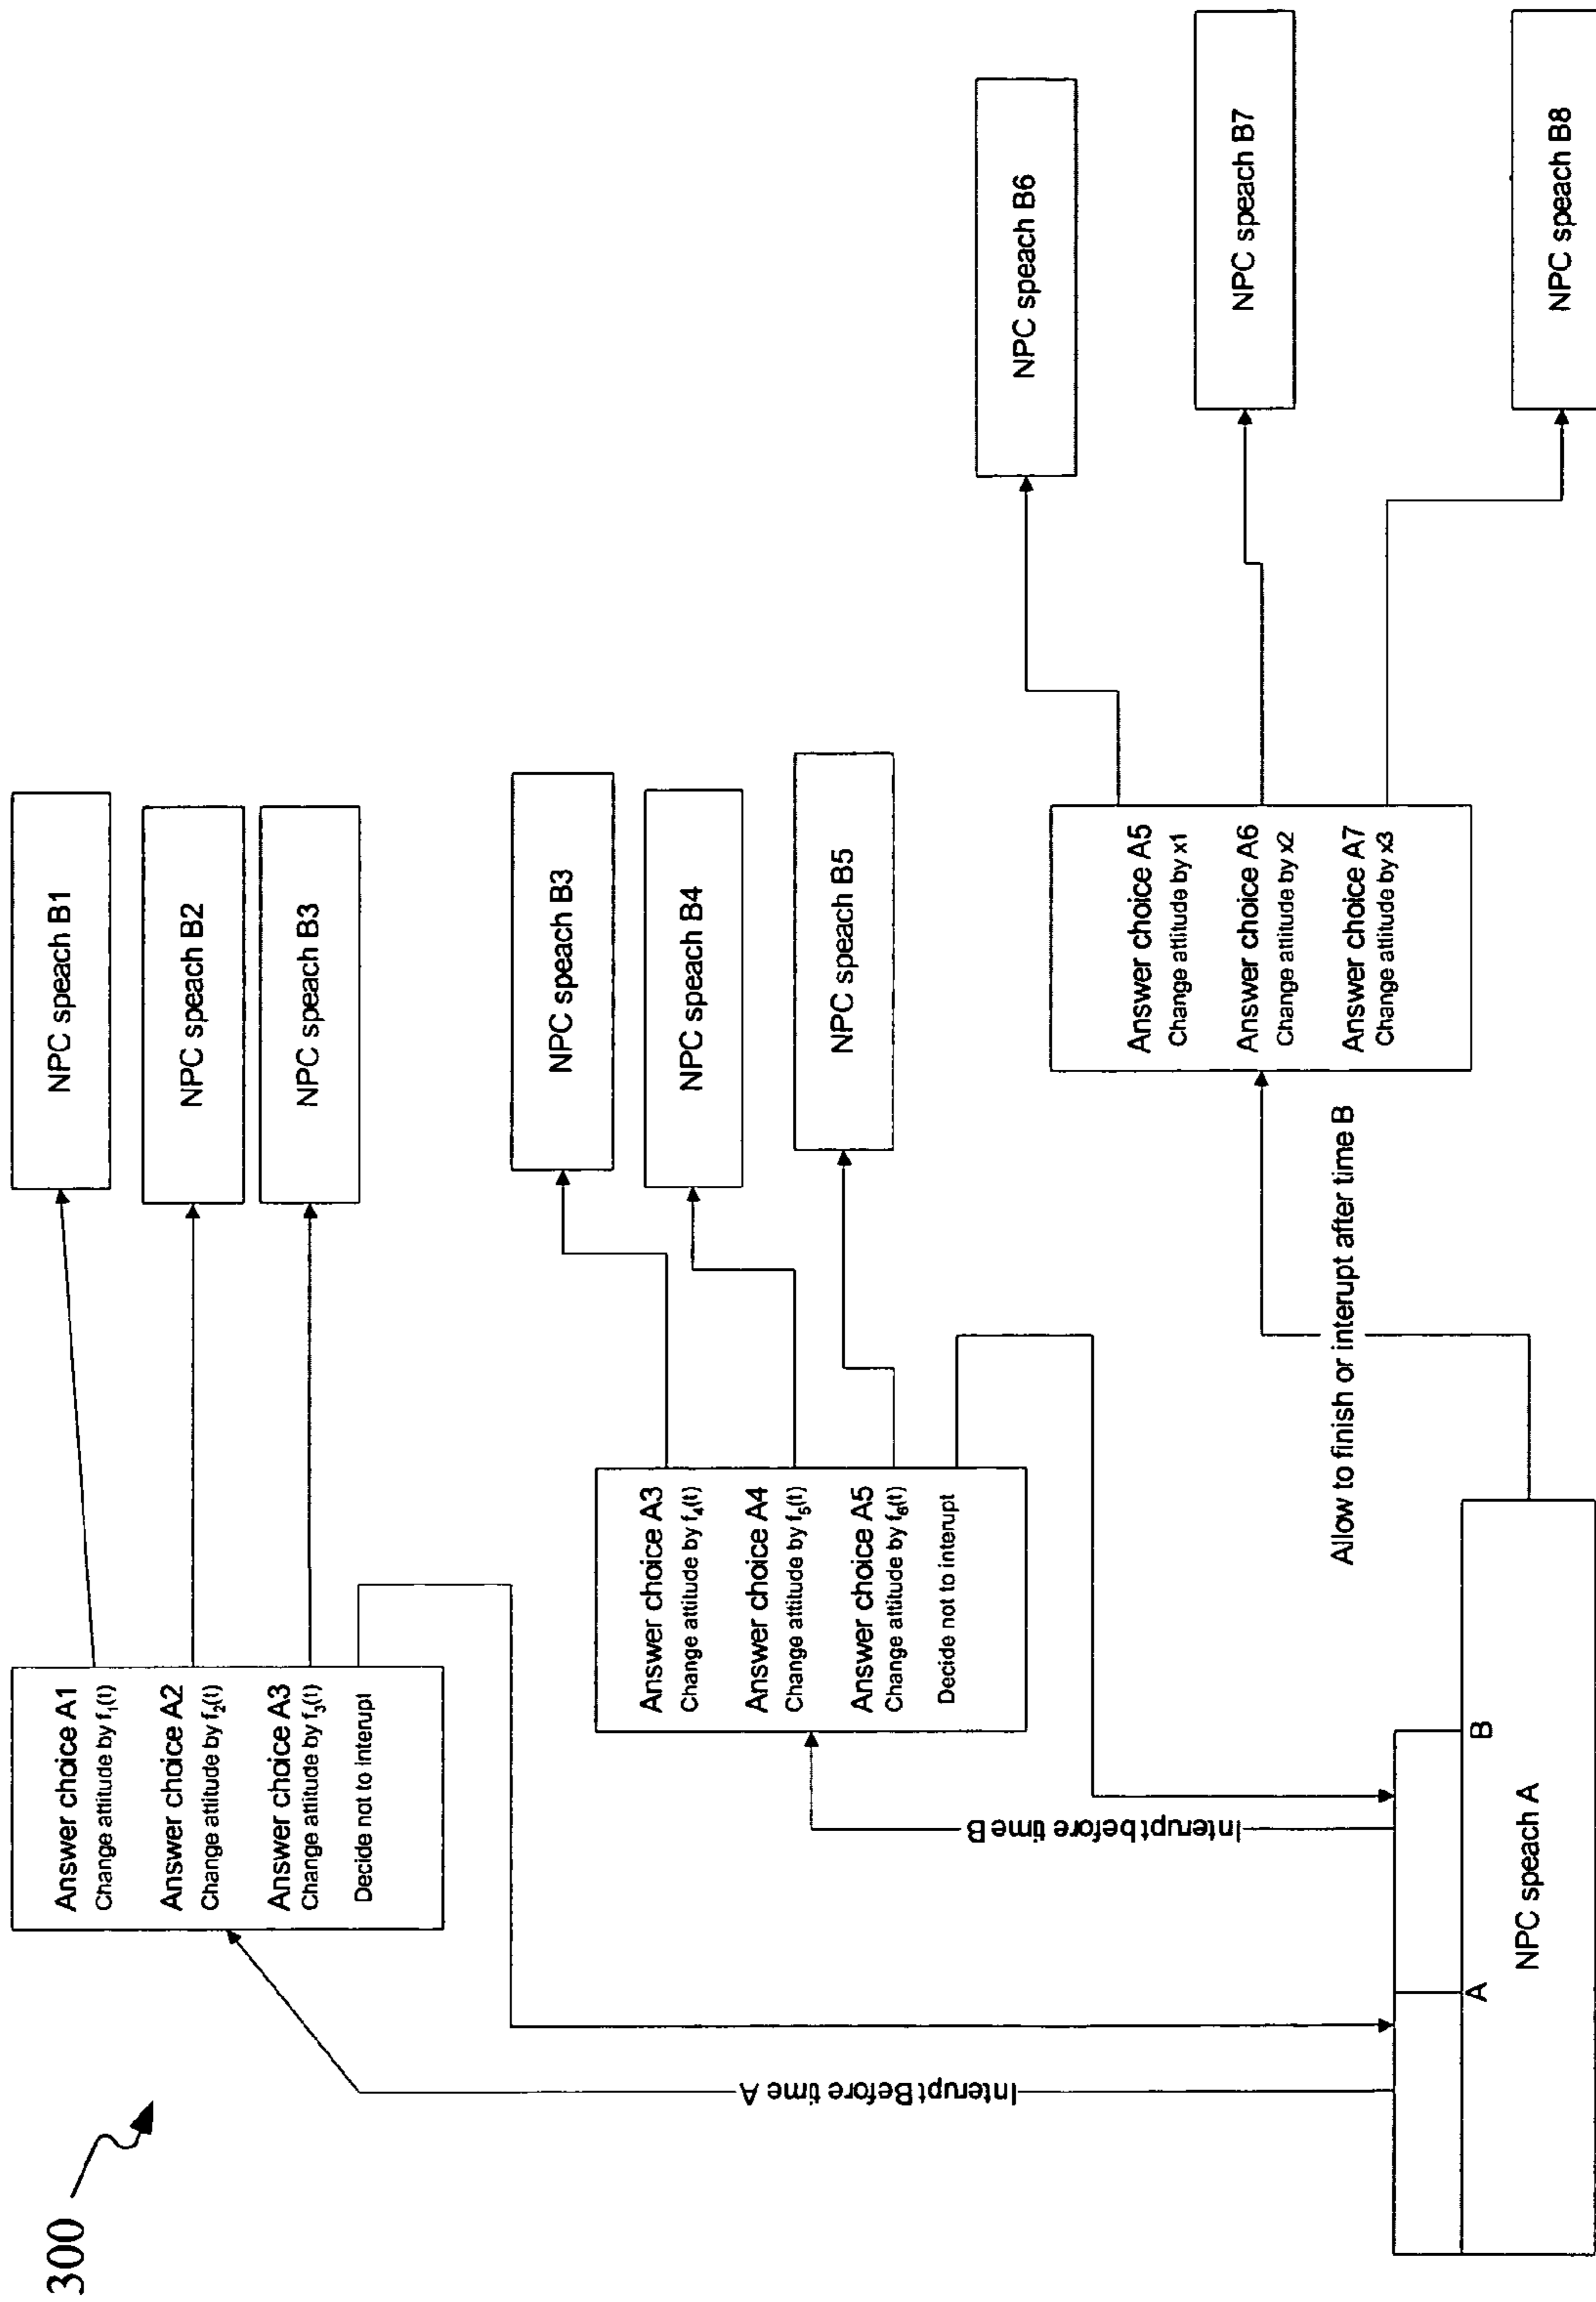 300
NPC speach B1
NPC speach B2
NPC speach B3
Answer choice A1
Change attitude by f₁(t)
Answer choice A2
Change attitude by f₂(t)
Answer choice A3
Change attitude by f₃(t)
Decide not to interupt
NPC speach B3
NPC speach B4
NPC speach B5
Answer choice A3
Change attitude by f₄(t)
Answer choice A4
Change attitude by f₅(t)
Answer choice A5
Change attitude by f₆(t)
Decide not to interupt
NPC speach B6
NPC speach B7
NPC speach B8
Answer choice A5
Change attitude by x1
Answer choice A6
Change attitude by x2
Answer choice A7
Change attitude by x3
Interupt Before time A
Interupt before time B
Allow to finish or interupt after time B
A
B
NPC speach A